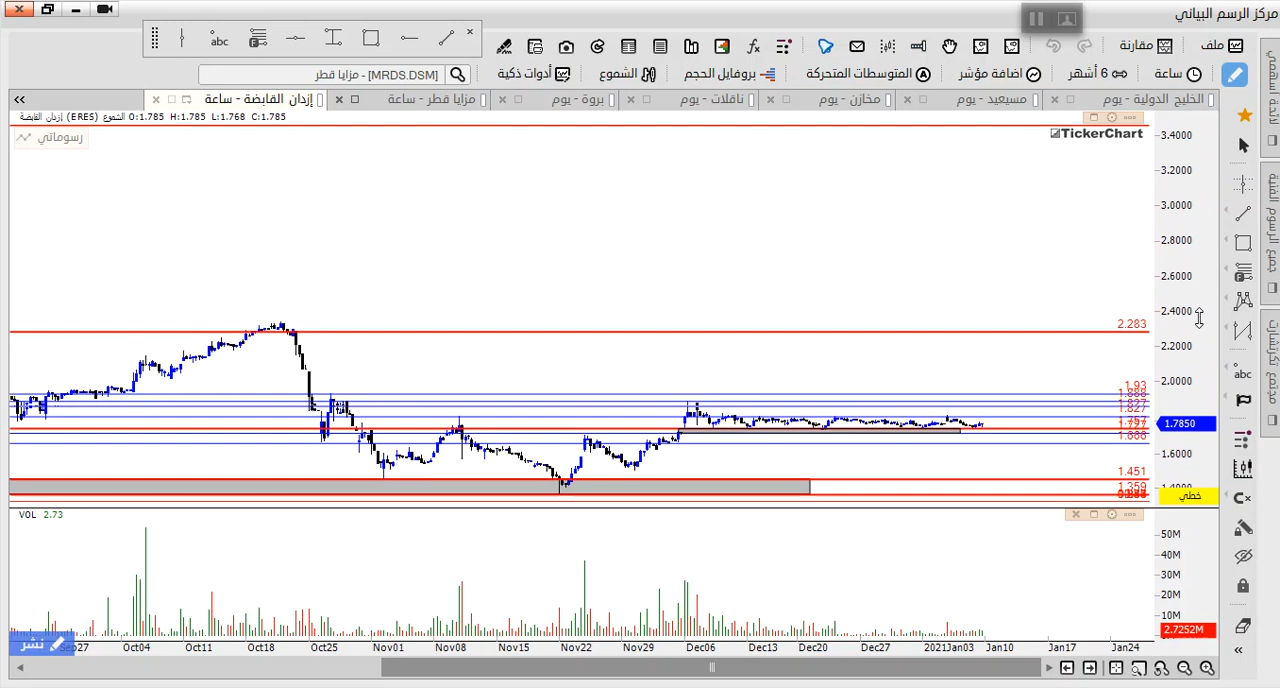 مركز الرسم البياني
abc
ملف
مقارنة
مزايا قطر - [MRDS.DSM]
ساعة
6 أشهر
اضافة مؤشر
المتوسطات المتحركة
بروفايل الحجم
الشموع
أدوات ذكية
الخليج الدولية - يوم
مسيعيد - يوم
مخازن - يوم
ناقلات - يوم
بروة - يوم
مزايا قطر - ساعة
إزدان القابضة - ساعة
إزدان القابضة (ERES) الشموع O:1.785 H:1.785 L:1.768 C:1.785
رسوماتي
TickerChart
3.4000
3.2000
3.0000
2.8000
2.6000
2.4000
2.283
2.2000
2.0000
1.93
1.827
1.7850
1.668
1.6000
1.451
1.4000
1.359
خطي
VOL 2.73
50M
40M
30M
20M
10M
2.7252M
نشر
Sep27 Oct04 Oct11 Oct18 Oct25 Nov01 Nov08 Nov15 Nov22 Nov29 Dec06 Dec13 Dec20 Dec27 2021Jan03 Jan10 Jan17 Jan24
abc